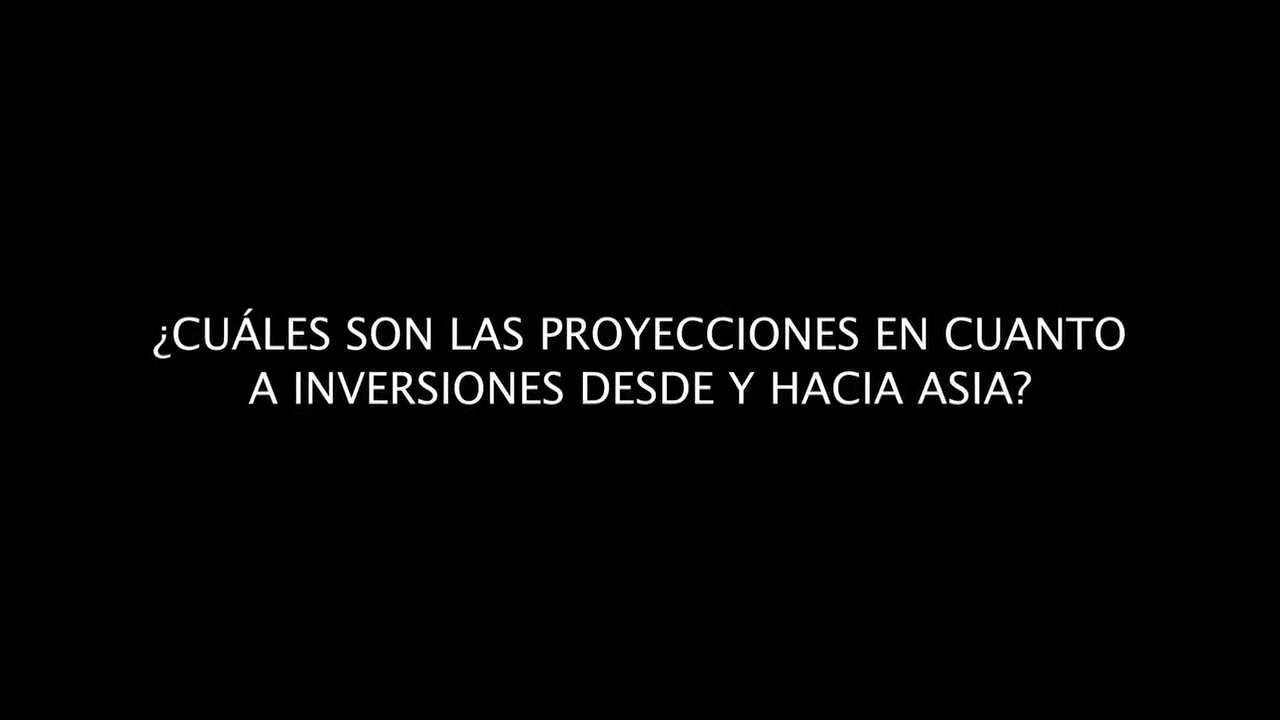 ¿CUÁLES SON LAS PROYECCIONES EN CUANTO
A INVERSIONES DESDE Y HACIA ASIA?